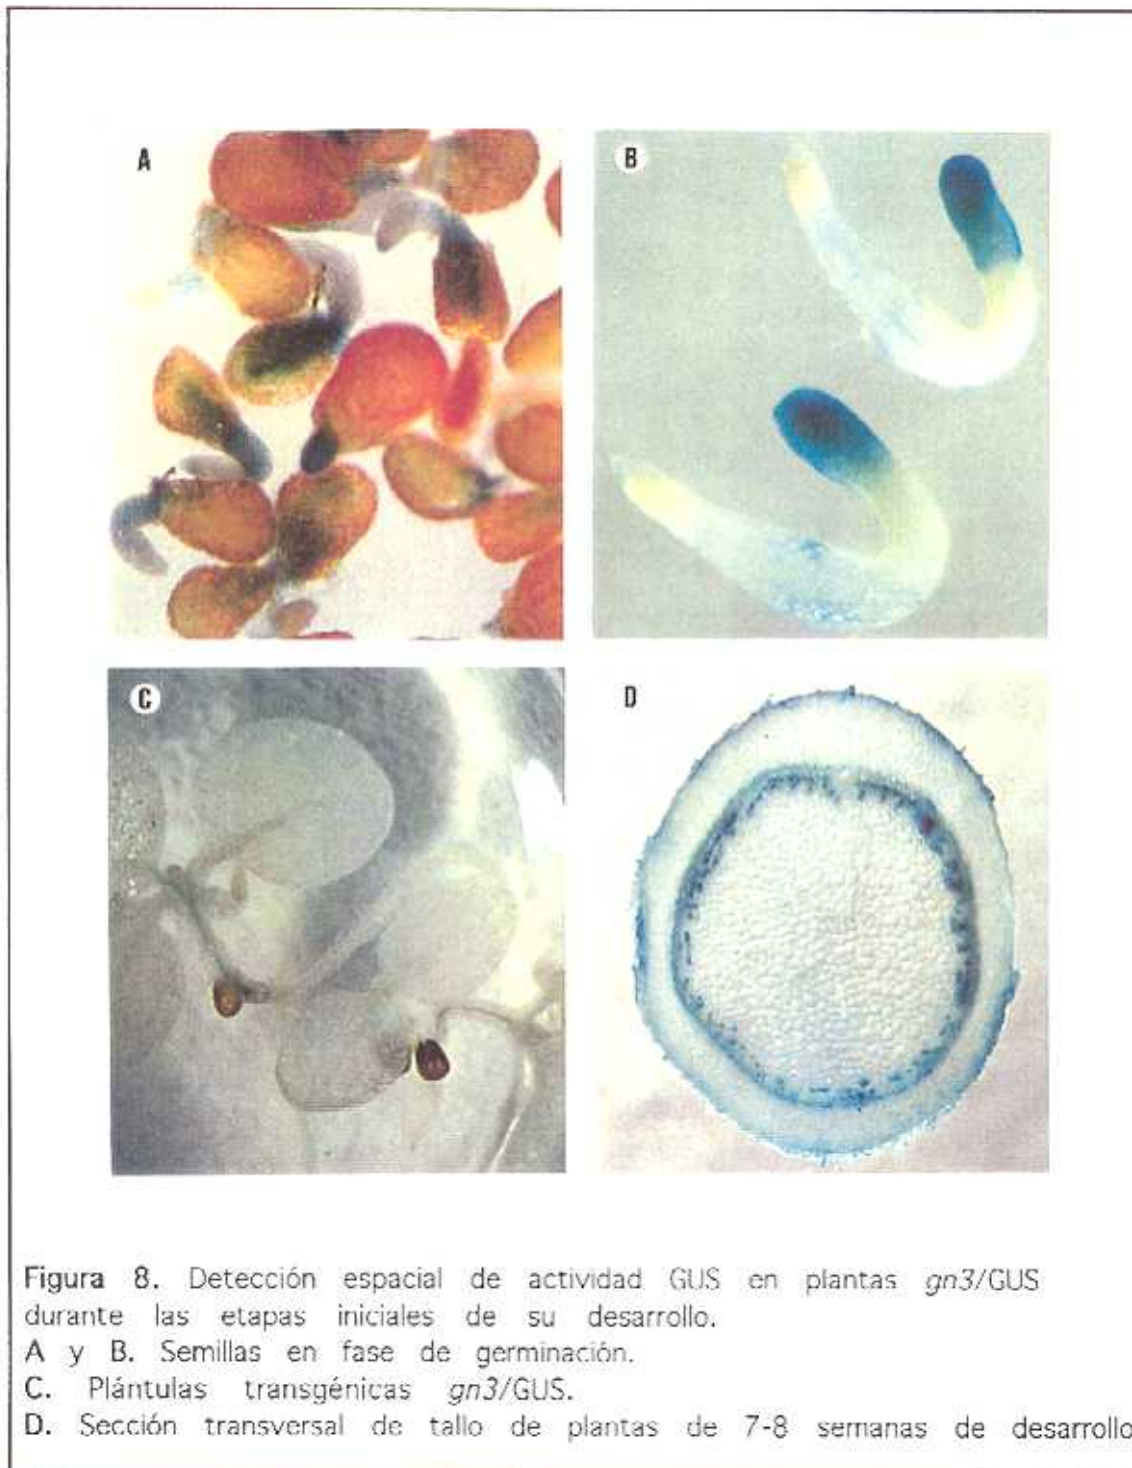 A
B
C
D
Figura 8. Detección espacial de actividad GUS en plantas gn3/GUS
durante las etapas iniciales de su desarrollo.
A y B. Semillas en fase de germinación.
C. Plántulas transgénicas gn3/GUS.
D. Sección transversal de tallo de plantas de 7-8 semanas de desarrollo